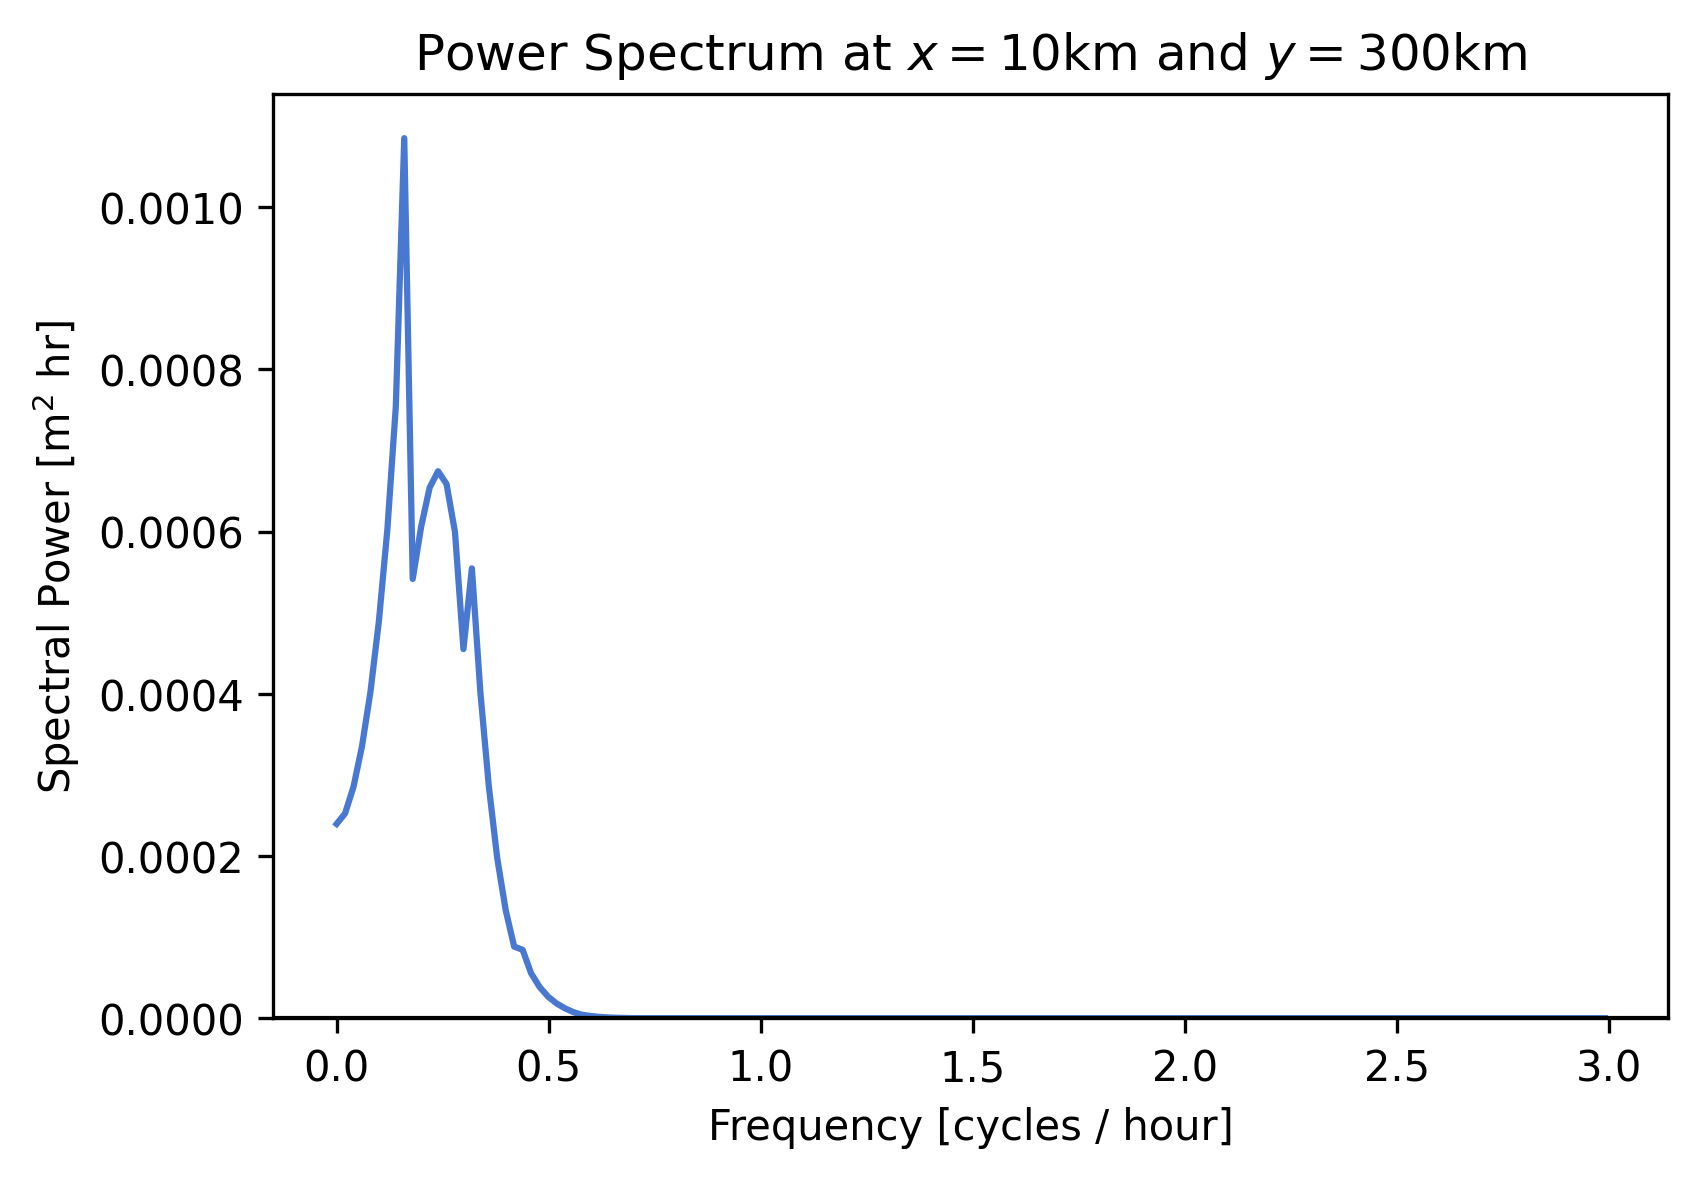 Power Spectrum at x = 10km and y = 300km
Spectral Power [m² hr]
0.0010
0.0008
0.0006
0.0004
0.0002
0.0000
0.0 0.5 1.0 1.5 2.0 2.5 3.0
Frequency [cycles / hour]